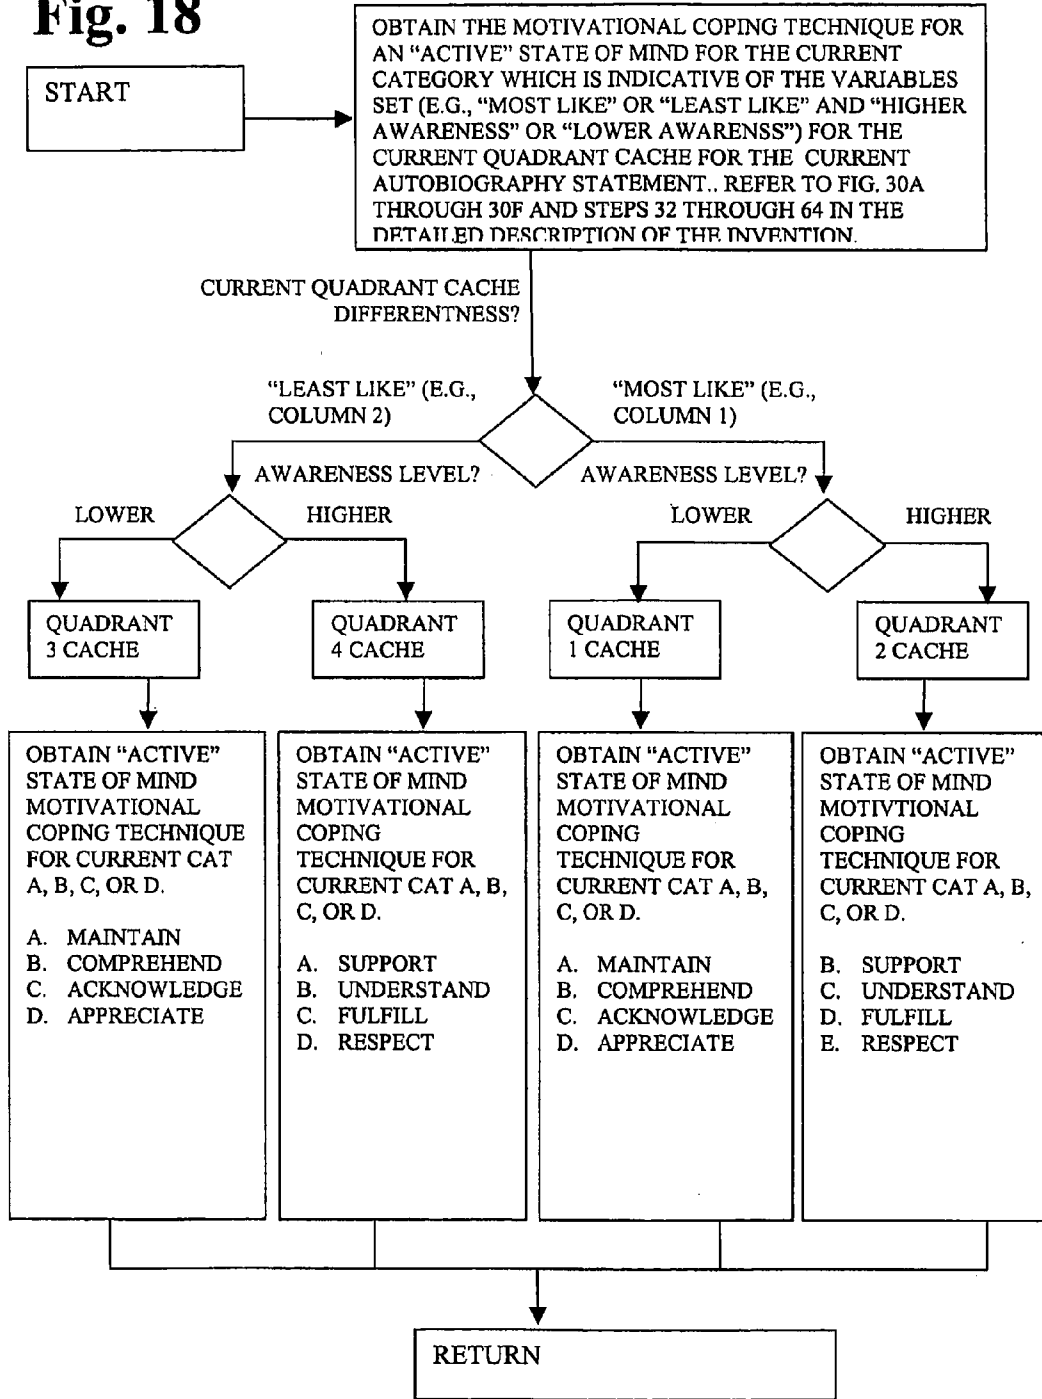 Fig. 18
START
OBTAIN THE MOTIVATIONAL COPING TECHNIQUE FOR
AN “ACTIVE” STATE OF MIND FOR THE CURRENT
CATEGORY WHICH IS INDICATIVE OF THE VARIABLES
SET (E.G., “MOST LIKE” OR “LEAST LIKE” AND “HIGHER
AWARENESS” OR “LOWER AWARENSS”) FOR THE
CURRENT QUADRANT CACHE FOR THE CURRENT
AUTOBIOGRAPHY STATEMENT.. REFER TO FIG. 30A
THROUGH 30F AND STEPS 32 THROUGH 64 IN THE
DETAILED DESCRIPTION OF THE INVENTION.
CURRENT QUADRANT CACHE
DIFFERENTNESS?
“LEAST LIKE” (E.G.,
COLUMN 2)
“MOST LIKE” (E.G.,
COLUMN 1)
AWARENESS LEVEL?
AWARENESS LEVEL?
LOWER
HIGHER
LOWER
HIGHER
QUADRANT
3 CACHE
QUADRANT
4 CACHE
QUADRANT
1 CACHE
QUADRANT
2 CACHE
OBTAIN “ACTIVE”
STATE OF MIND
MOTIVATIONAL
COPING TECHNIQUE
FOR CURRENT CAT
A, B, C, OR D.
A. MAINTAIN
B. COMPREHEND
C. ACKNOWLEDGE
D. APPRECIATE
OBTAIN “ACTIVE”
STATE OF MIND
MOTIVATIONAL
COPING
TECHNIQUE FOR
CURRENT CAT A, B,
C, OR D.
A. SUPPORT
B. UNDERSTAND
C. FULFILL
D. RESPECT
OBTAIN “ACTIVE”
STATE OF MIND
MOTIVATIONAL
COPING
TECHNIQUE FOR
CURRENT CAT A, B,
C, OR D.
A. MAINTAIN
B. COMPREHEND
C. ACKNOWLEDGE
D. APPRECIATE
OBTAIN “ACTIVE”
STATE OF MIND
MOTIVTIONAL
COPING
TECHNIQUE FOR
CURRENT CAT A, B,
C, OR D.
B. SUPPORT
C. UNDERSTAND
D. FULFILL
E. RESPECT
RETURN